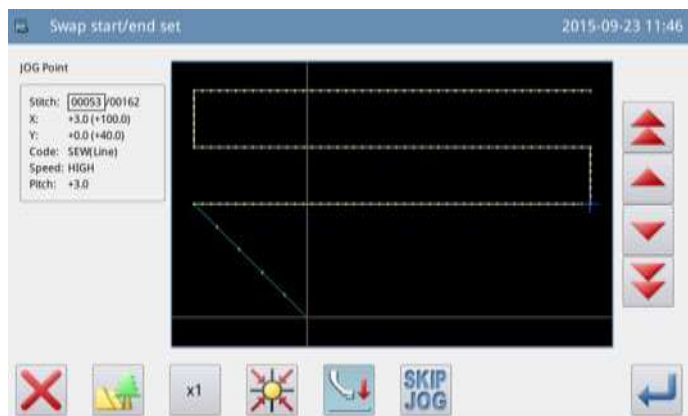 Swap start/end set
2015-09-23 11:46
JOG Point
Stitch: 00053/00162
X: +3.0 (+100.0)
Y: +0.0 (+40.0)
Code: SEW(Line)
Speed: HIGH
Pitch: +3.0
x1
SKIP
JOG